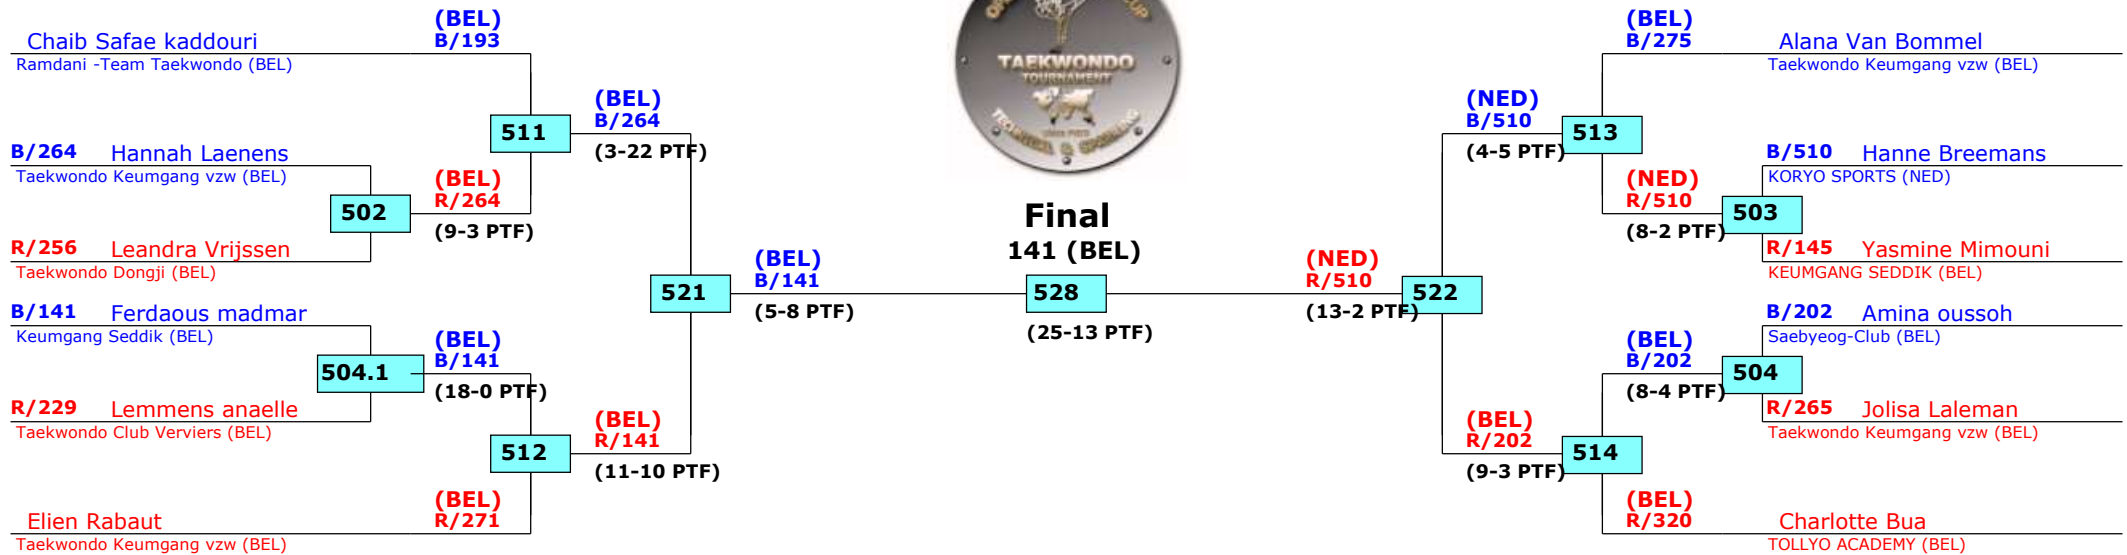 (BEL)
Chaib Safae kaddouri B/193
Ramdani -Team Taekwondo (BEL)
511
(BEL)
B/264
(3-22 PTF)
B/264 Hannah Laenens
Taekwondo Keumgang vzw (BEL)
502
(BEL)
R/264
(9-3 PTF)
R/256 Leandra Vrijssen
Taekwondo Dongji (BEL)
521
(BEL)
B/141
(5-8 PTF)
B/141 Ferdaous madmar
Keumgang Seddik (BEL)
504.1
(BEL)
B/141
(18-0 PTF)
R/229 Lemmens anaelle
Taekwondo Club Verviers (BEL)
512
(BEL)
R/141
(11-10 PTF)
(BEL)
Elien Rabaut R/271
Taekwondo Keumgang vzw (BEL)
TAEKWONDO
TOURNAMENT
Final
141 (BEL)
528
(25-13 PTF)
(BEL)
B/275 Alana Van Bommel
Taekwondo Keumgang vzw (BEL)
(NED)
B/510
(4-5 PTF)
513
B/510 Hanne Breemans
KORYO SPORTS (NED)
(NED)
R/510
(8-2 PTF)
503
R/145 Yasmine Mimouni
KEUMGANG SEDDIK (BEL)
(NED)
R/510
(13-2 PTF)
522
B/202 Amina oussoh
Saebyeog-Club (BEL)
(BEL)
B/202
(8-4 PTF)
504
R/265 Jolisa Laleman
Taekwondo Keumgang vzw (BEL)
(BEL)
R/202
(9-3 PTF)
514
(BEL)
R/320 Charlotte Bua
TOLLYO ACADEMY (BEL)